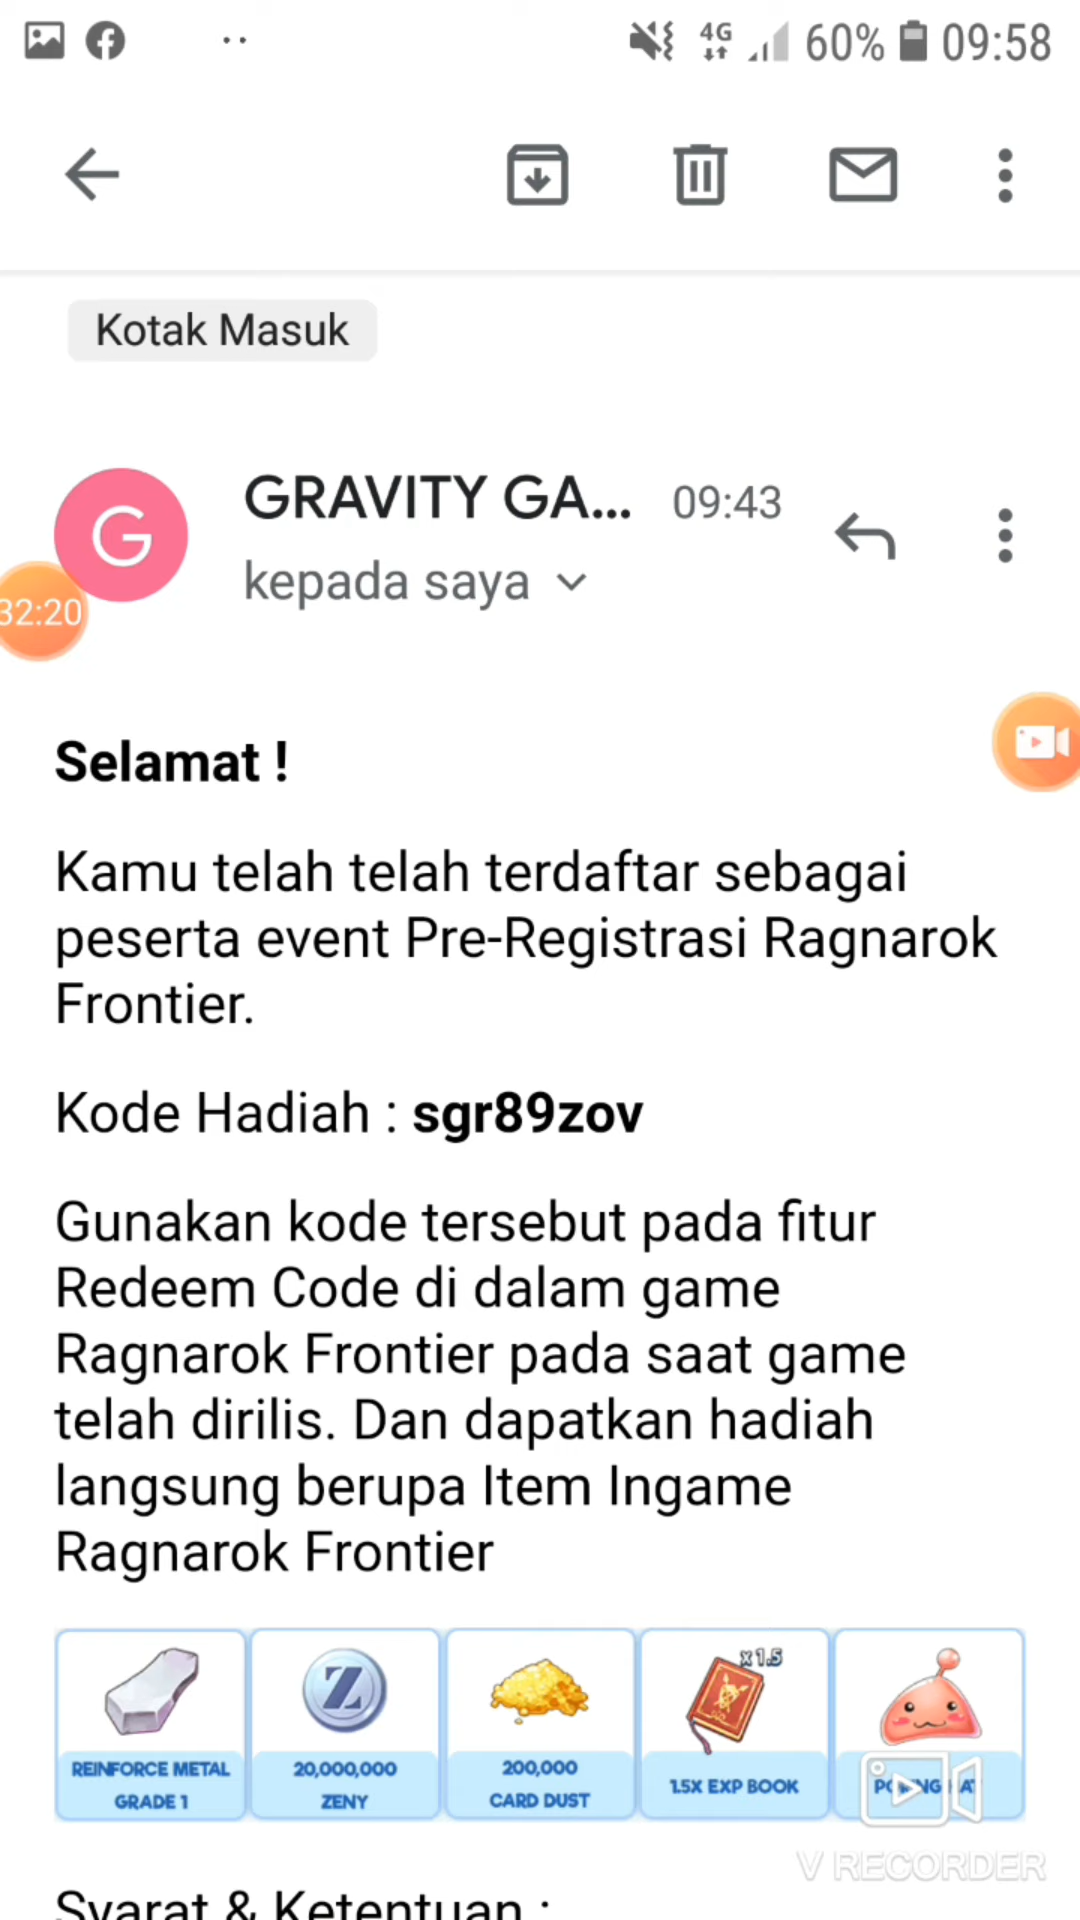 4G 60% 09:58
Kotak Masuk
G
GRAVITY GA... 09:43
kepada saya
32:20
Selamat !
Kamu telah telah terdaftar sebagai
peserta event Pre-Registrasi Ragnarok
Frontier.
Kode Hadiah : sgr89zov
Gunakan kode tersebut pada fitur
Redeem Code di dalam game
Ragnarok Frontier pada saat game
telah dirilis. Dan dapatkan hadiah
langsung berupa Item Ingame
Ragnarok Frontier
Z
x1.5
REINFORCE METAL
GRADE 1
20,000,000
ZENY
200,000
CARD DUST
1.5X EXP BOOK
V RECORDER
Syarat & Ketentuan :